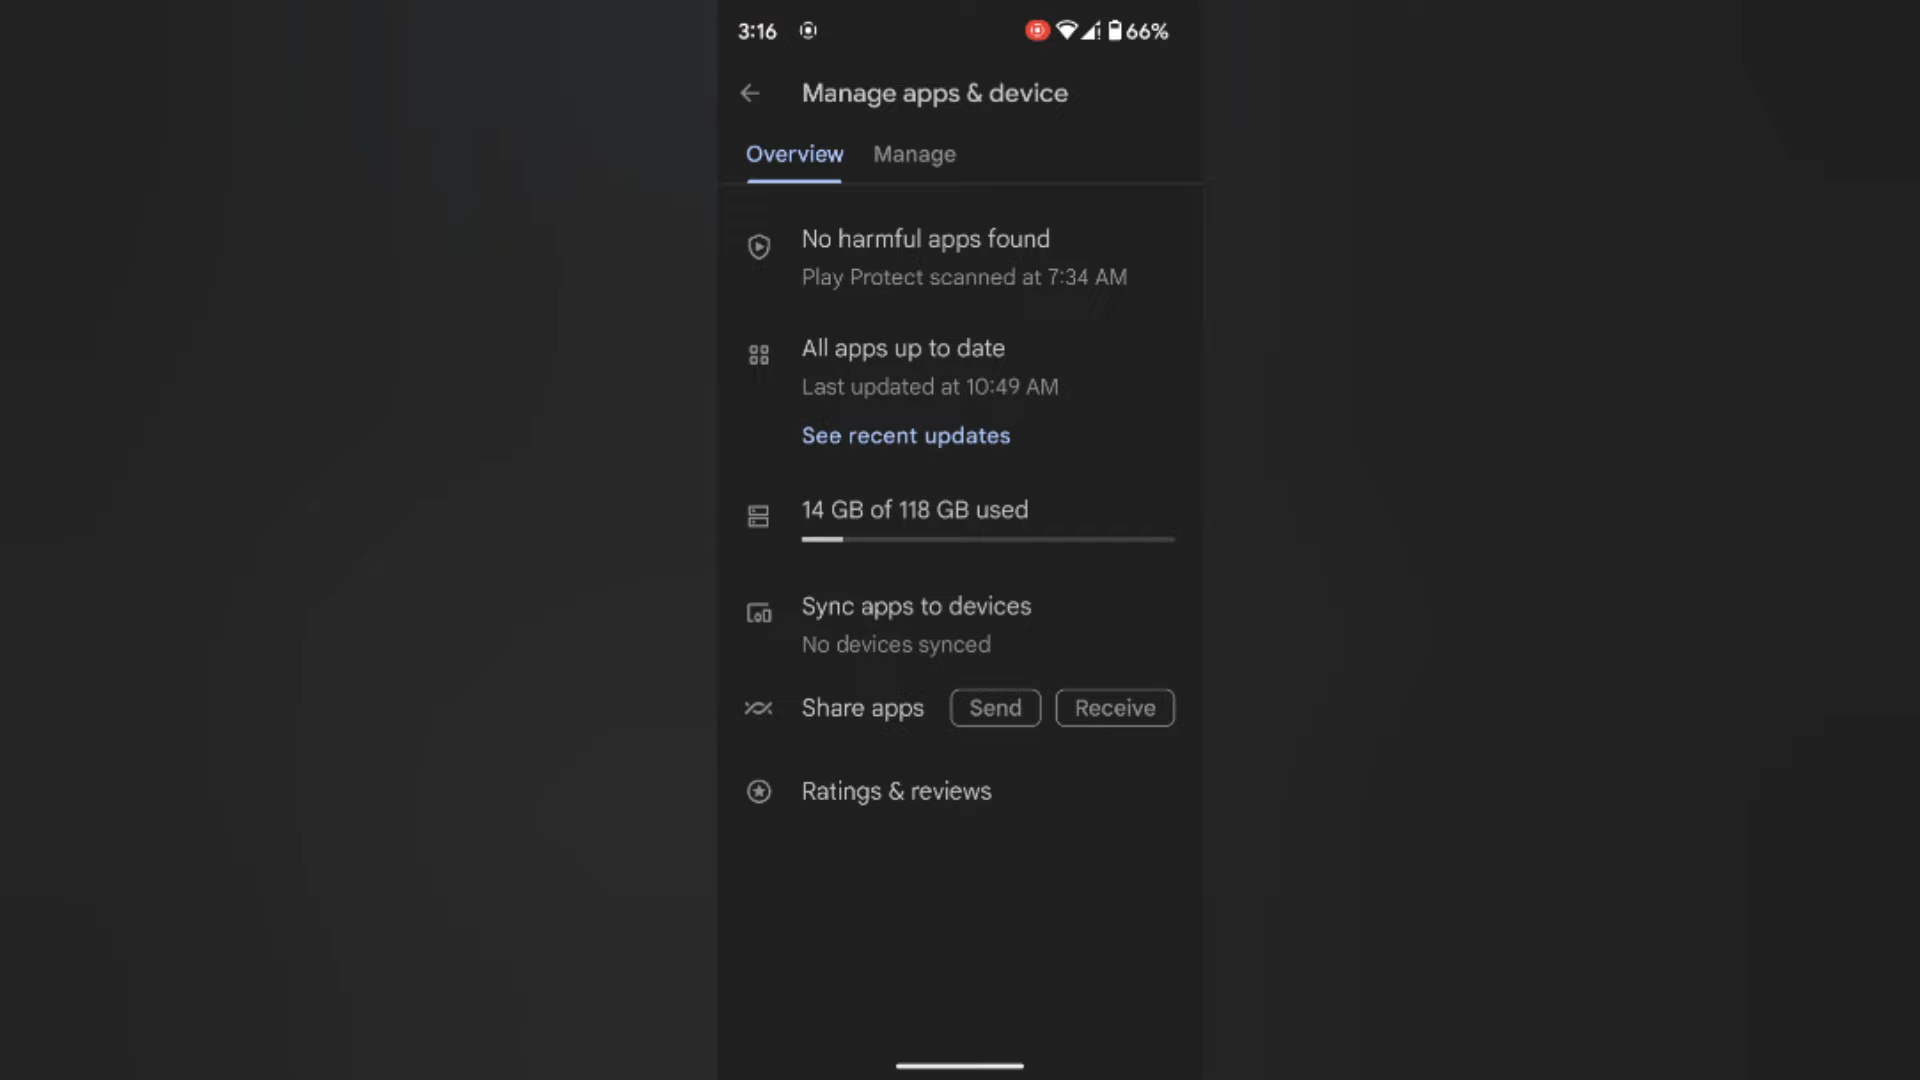 3:16 66%
Manage apps & device
Overview Manage
No harmful apps found
Play Protect scanned at 7:34 AM
All apps up to date
Last updated at 10:49 AM
See recent updates
14 GB of 118 GB used
Sync apps to devices
No devices synced
Share apps Send Receive
Ratings & reviews